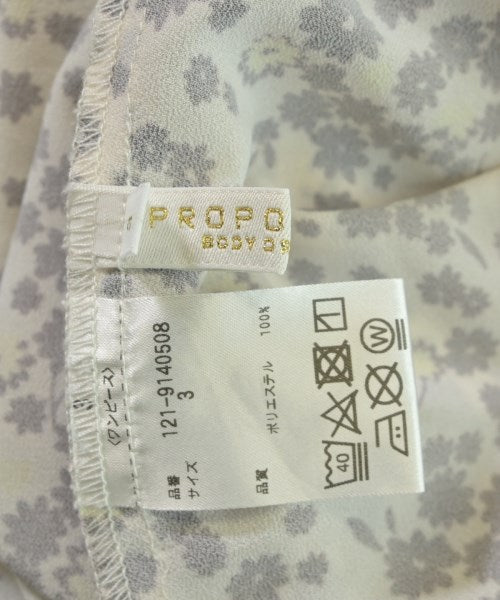 PROPO
BODY D
〈ワンピース〉
品番 121-9140508
サイズ 3
品質 ポリエステル 100%
40
W